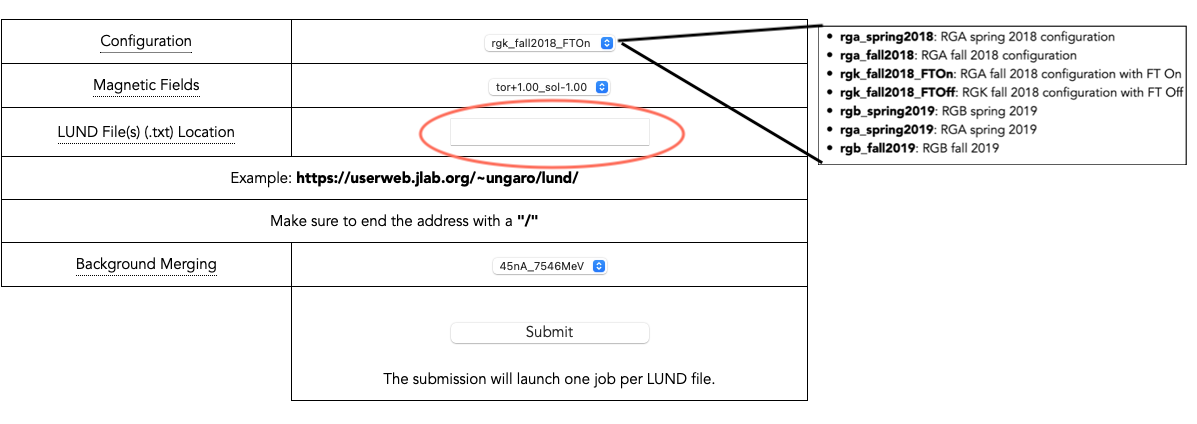 Configuration
rgk_fall2018_FTOn
Magnetic Fields
tor+1.00_sol-1.00
LUND File(s) (.txt) Location
Example: https://userweb.jlab.org/~ungaro/lund/
Make sure to end the address with a "/"
Background Merging
45nA_7546MeV
Submit
The submission will launch one job per LUND file.
• rga_spring2018: RGA spring 2018 configuration
• rga_fall2018: RGA fall 2018 configuration
• rgk_fall2018_FTOn: RGA fall 2018 configuration with FT On
• rgk_fall2018_FTOff: RGK fall 2018 configuration with FT Off
• rgb_spring2019: RGB spring 2019
• rga_spring2019: RGA spring 2019
• rgb_fall2019: RGB fall 2019